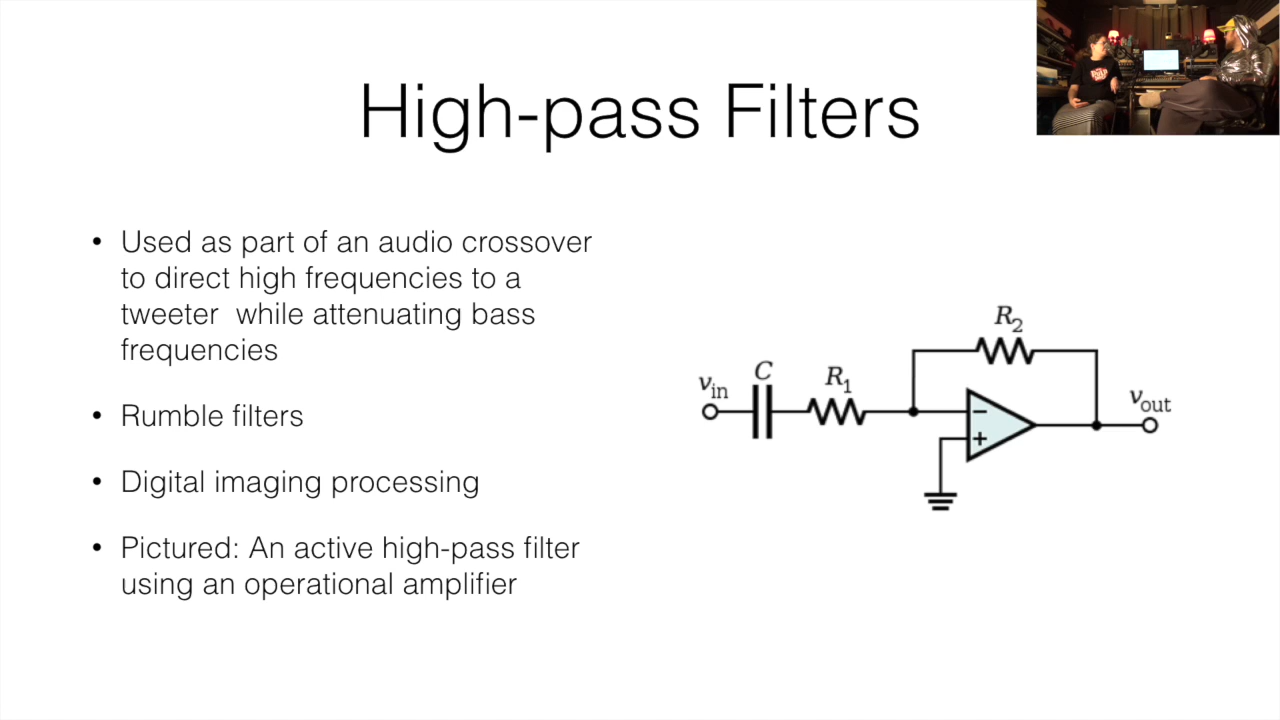 High-pass Filters
• Used as part of an audio crossover
to direct high frequencies to a
tweeter  while attenuating bass
frequencies
• Rumble filters
• Digital imaging processing
• Pictured: An active high-pass filter
using an operational amplifier
R2
C
R1
vin
vout
−
+